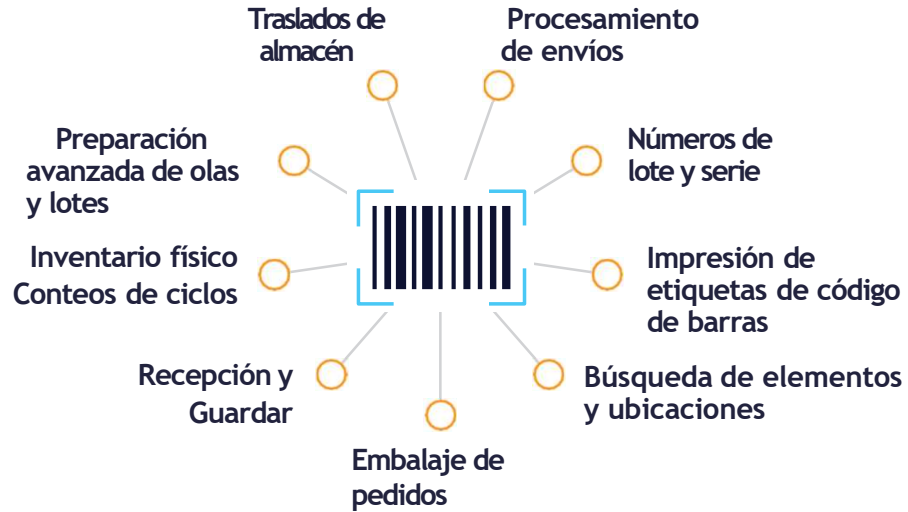 Traslados de
almacén
Procesamiento
de envíos
Preparación
avanzada de olas
y lotes
Números de
lote y serie
Inventario físico
Conteos de ciclos
Impresión de
etiquetas de código
de barras
Recepción y
Guardar
Búsqueda de elementos
y ubicaciones
Embalaje de
pedidos